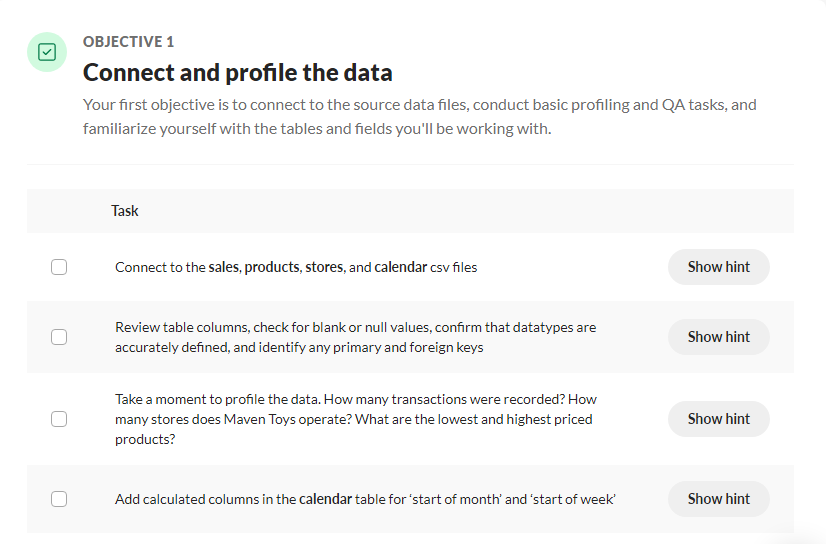 OBJECTIVE 1
Connect and profile the data
Your first objective is to connect to the source data files, conduct basic profiling and QA tasks, and
familiarize yourself with the tables and fields you'll be working with.
Task
Connect to the sales, products, stores, and calendar csv files
Show hint
Review table columns, check for blank or null values, confirm that datatypes are
accurately defined, and identify any primary and foreign keys
Show hint
Take a moment to profile the data. How many transactions were recorded? How
many stores does Maven Toys operate? What are the lowest and highest priced
products?
Show hint
Add calculated columns in the calendar table for ‘start of month’ and ‘start of week’
Show hint